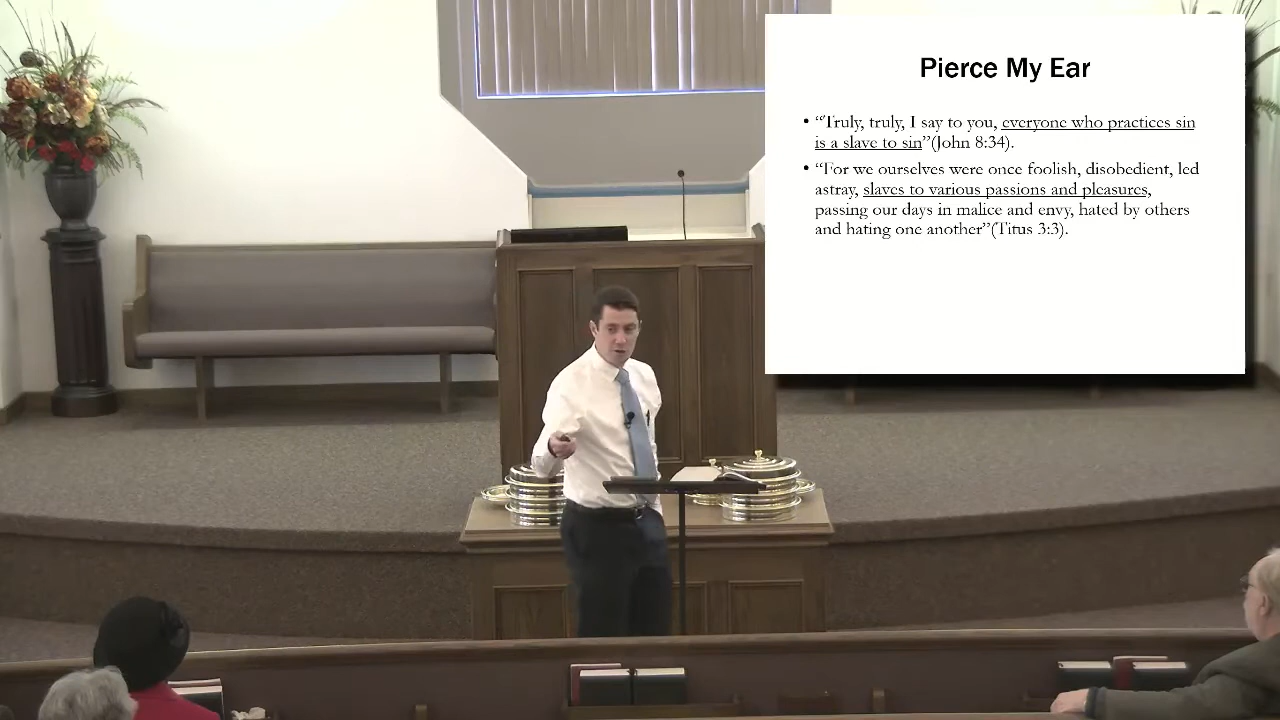 Pierce My Ear
• “Truly, truly, I say to you, everyone who practices sin
is a slave to sin”(John 8:34).
• “For we ourselves were once foolish, disobedient, led
astray, slaves to various passions and pleasures,
passing our days in malice and envy, hated by others
and hating one another”(Titus 3:3).